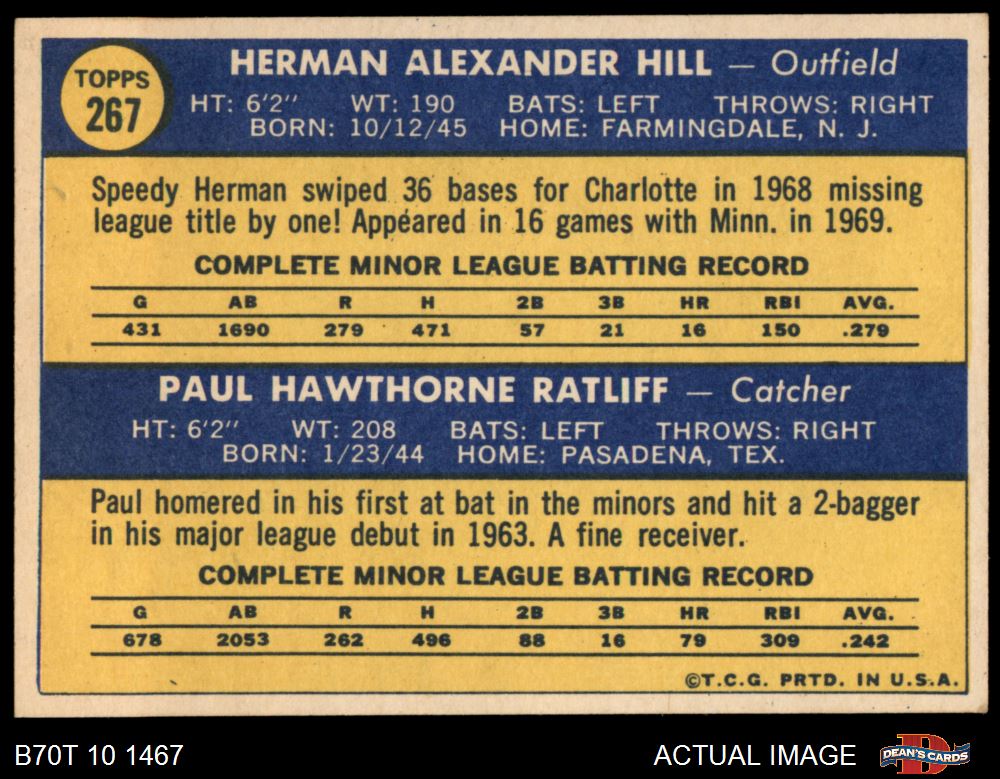 TOPPS
267
HERMAN ALEXANDER HILL — Outfield
HT: 6'2" WT: 190 BATS: LEFT THROWS: RIGHT
BORN: 10/12/45 HOME: FARMINGDALE, N. J.
Speedy Herman swiped 36 bases for Charlotte in 1968 missing
league title by one! Appeared in 16 games with Minn. in 1969.
COMPLETE MINOR LEAGUE BATTING RECORD
G AB R H 2B 3B HR RBI AVG.
431 1690 279 471 57 21 16 150 .279
PAUL HAWTHORNE RATLIFF — Catcher
HT: 6'2" WT: 208 BATS: LEFT THROWS: RIGHT
BORN: 1/23/44 HOME: PASADENA, TEX.
Paul homered in his first at bat in the minors and hit a 2-bagger
in his major league debut in 1963. A fine receiver.
COMPLETE MINOR LEAGUE BATTING RECORD
G AB R H 2B 3B HR RBI AVG.
678 2053 262 496 88 16 79 309 .242
©T.C.G. PRTD. IN U.S.A.
B70T 10 1467 ACTUAL IMAGE DEAN'S CARDS